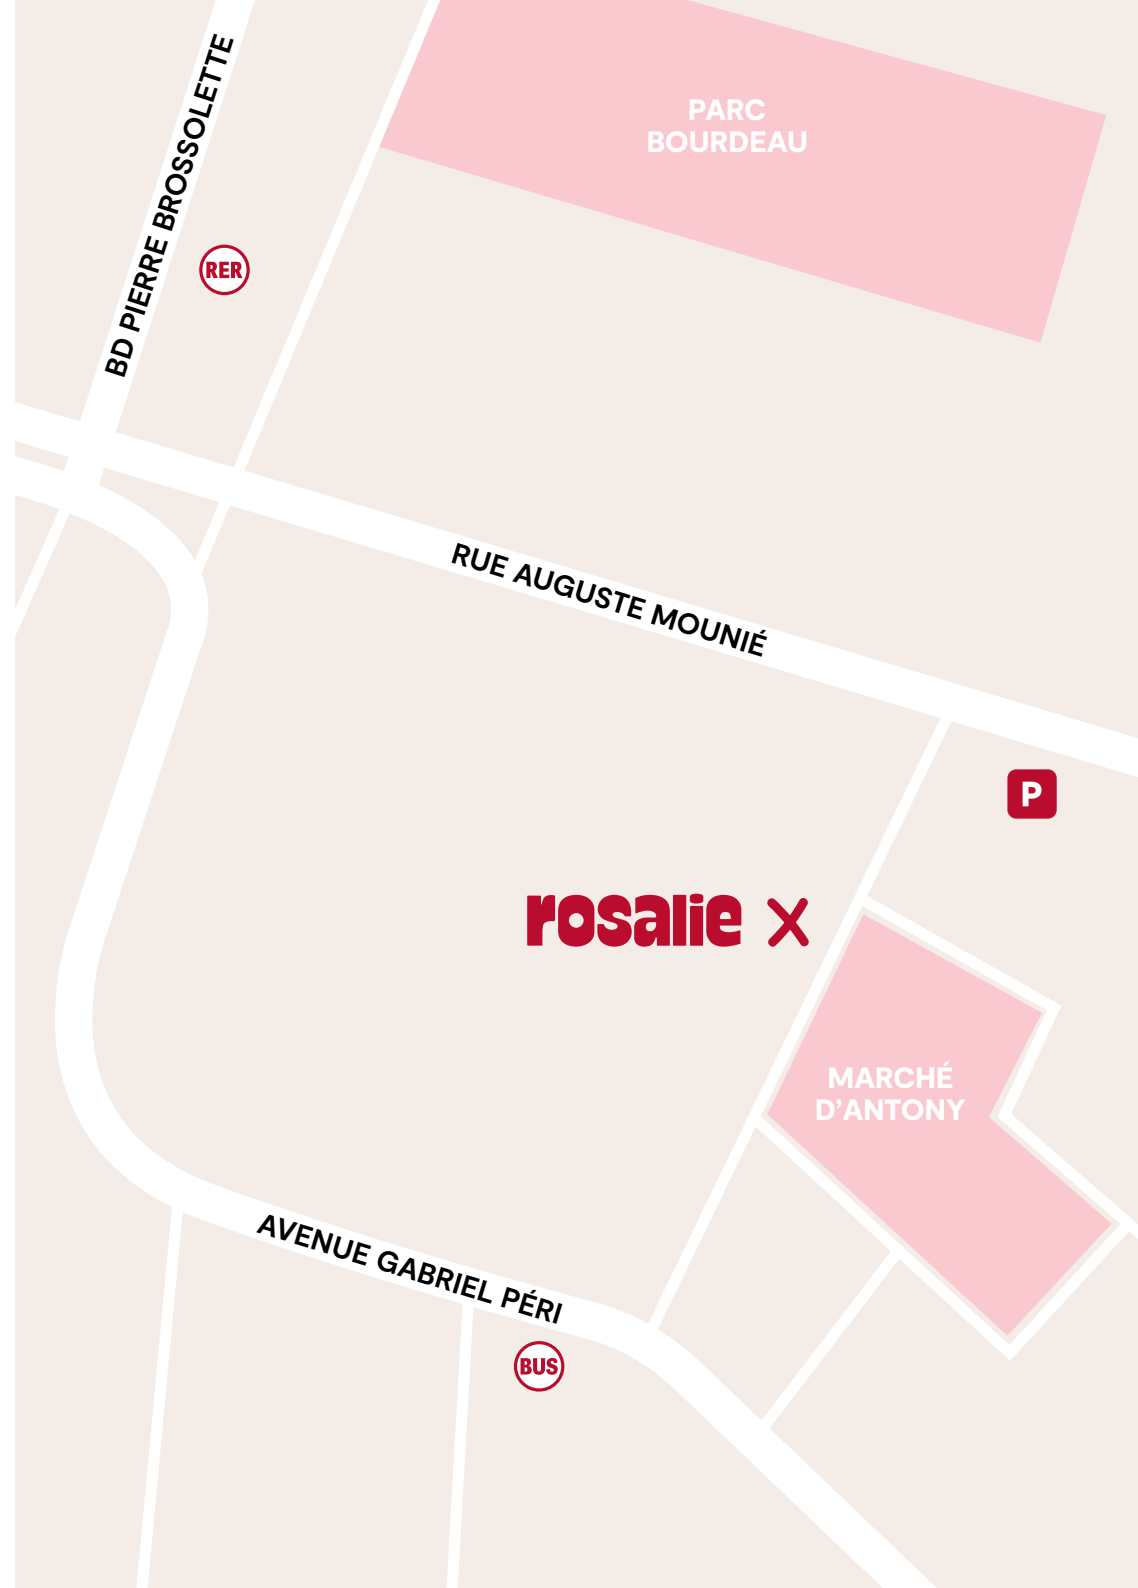 BD PIERRE BROSSOLETTE
PARC
BOURDEAU
RER
RUE AUGUSTE MOUNIÉ
P
rosalie X
MARCHÉ
D'ANTONY
AVENUE GABRIEL PÉRI
BUS